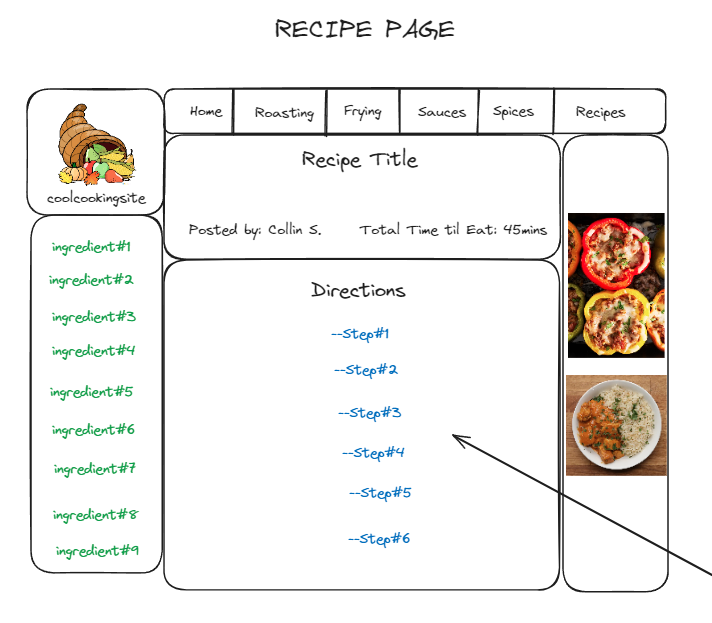 RECIPE PAGE
Home Roasting Frying Sauces Spices Recipes
coolcookingsite
Recipe Title
Posted by: Collin S. Total Time til Eat: 45mins
ingredient#1
ingredient#2
ingredient#3
ingredient#4
ingredient#5
ingredient#6
ingredient#7
ingredient#8
ingredient#9
Directions
--Step#1
--Step#2
--Step#3
--Step#4
--Step#5
--Step#6